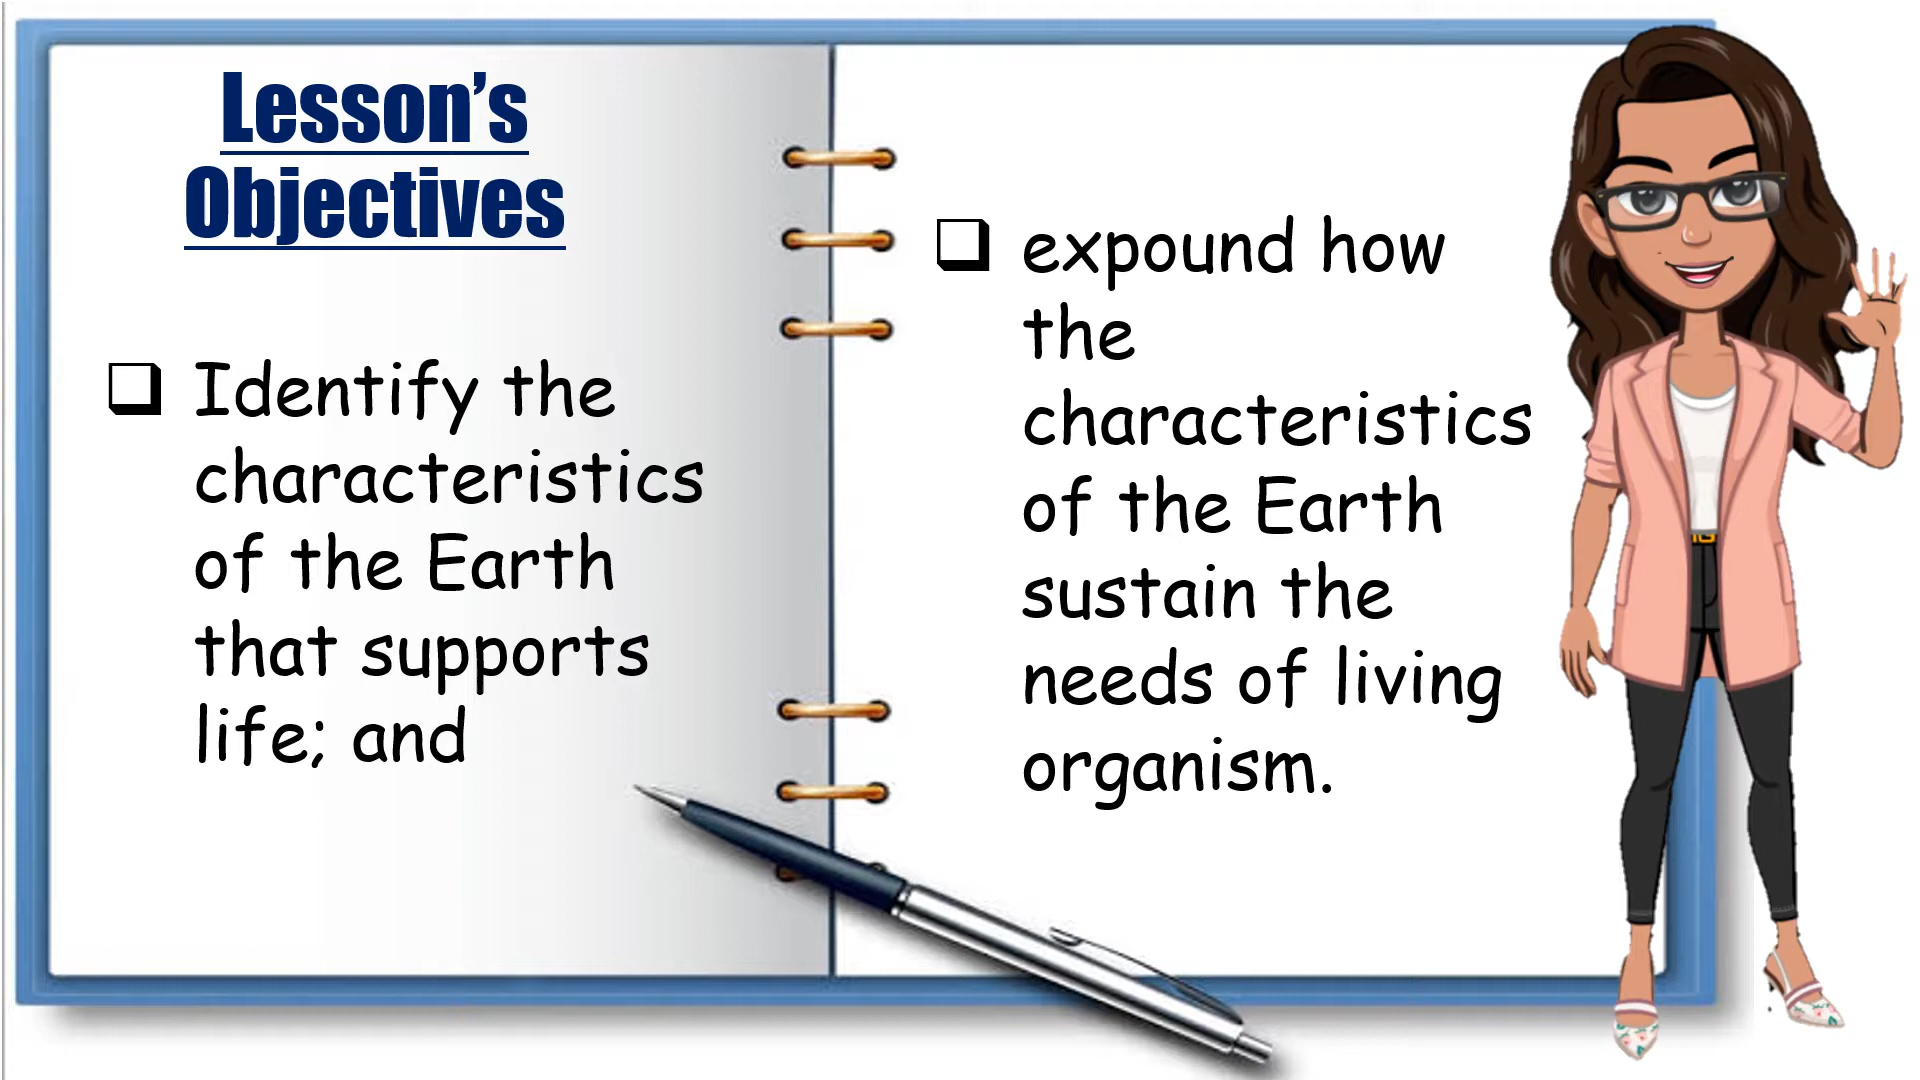 Lesson’s
Objectives
❑ Identify the
characteristics
of the Earth
that supports
life; and
❑ expound how
the
characteristics
of the Earth
sustain the
needs of living
organism.